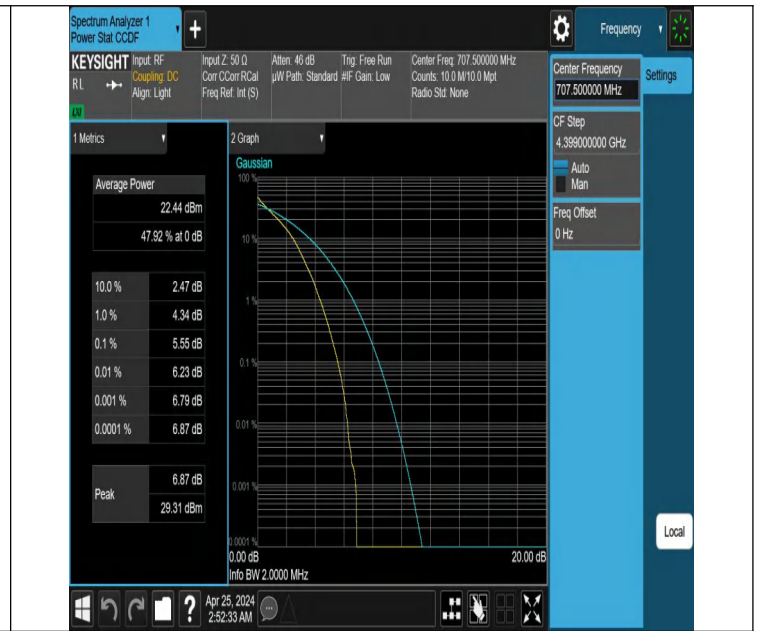 Spectrum Analyzer 1
Power Stat CCDF
+
Frequency
KEYSIGHT
RL
LXI
Input: RF
Coupling: DC
Align: Light
Input Z: 50 Ω
Corr CCorr RCal
Freq Ref: Int (S)
Atten: 46 dB
µW Path: Standard
Trig: Free Run
#IF Gain: Low
Center Freq: 707.500000 MHz
Counts: 10.0 M/10.0 Mpt
Radio Std: None
Center Frequency
707.500000 MHz
Settings
CF Step
4.399000000 GHz
Auto
Man
Freq Offset
0 Hz
Local
1 Metrics
Average Power
22.44 dBm
47.92 % at 0 dB
10.0 % 2.47 dB
1.0 % 4.34 dB
0.1 % 5.55 dB
0.01 % 6.23 dB
0.001 % 6.79 dB
0.0001 % 6.87 dB
Peak
6.87 dB
29.31 dBm
2 Graph
Gaussian
100 %
10 %
1 %
0.1 %
0.01 %
0.001 %
0.0001 %
0.00 dB 20.00 dB
Info BW 2.0000 MHz
?
Apr 25, 2024
2:52:33 AM